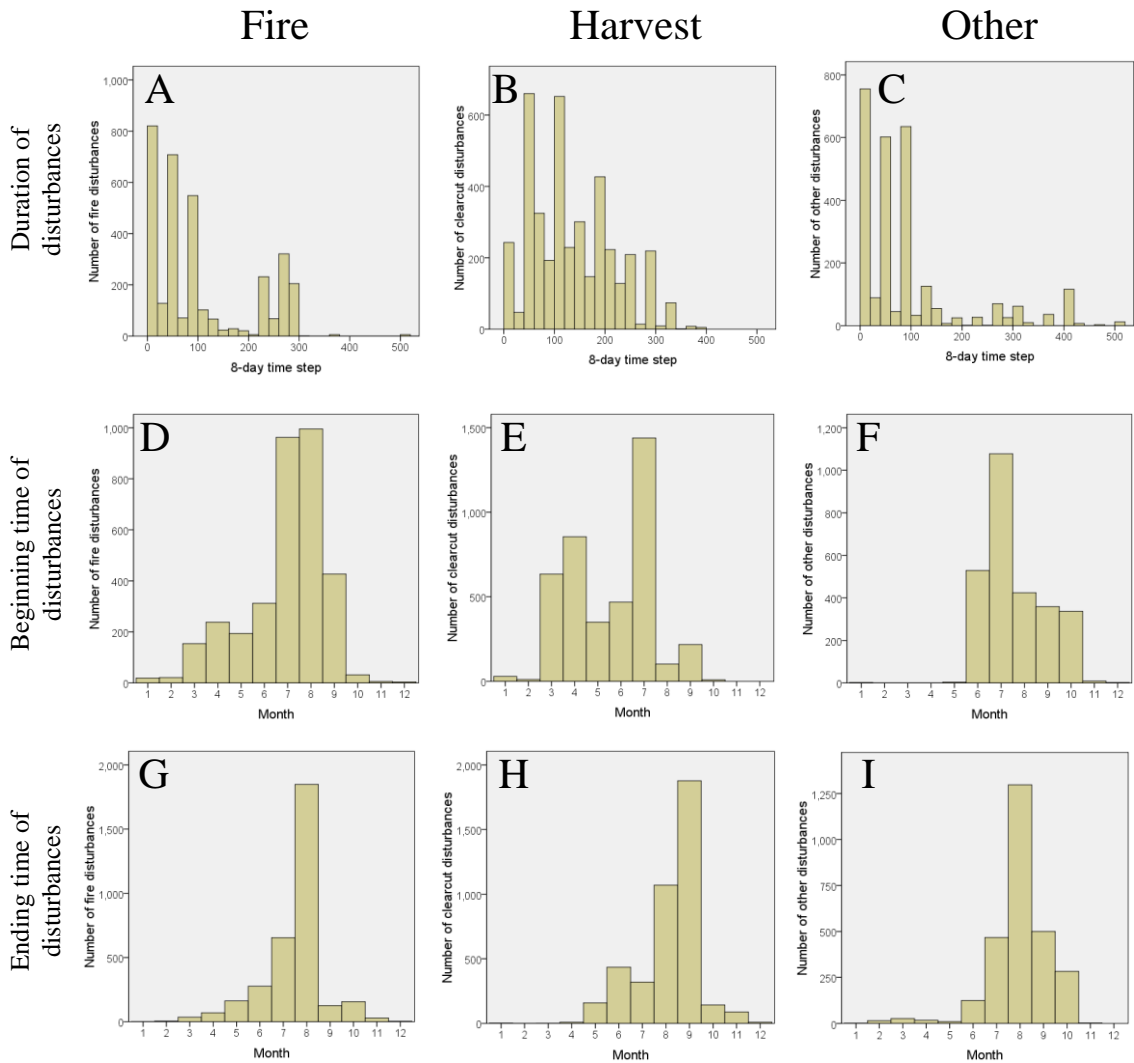 Fire Harvest Other
Duration of
disturbances
A
Number of fire disturbances
1,000
800
600
400
200
0
0 100 200 300 400 500
8-day time step
B
Number of clearcut disturbances
600
400
200
0
0 100 200 300 400 500
8-day time step
C
Number of other disturbances
800
600
400
200
0
0 100 200 300 400 500
8-day time step
Beginning time of
disturbances
D
Number of fire disturbances
1,000
800
600
400
200
0
1 2 3 4 5 6 7 8 9 10 11 12
Month
E
Number of clearcut disturbances
1,500
1,000
500
0
1 2 3 4 5 6 7 8 9 10 11 12
Month
F
Number of other disturbances
1,200
1,000
800
600
400
200
0
1 2 3 4 5 6 7 8 9 10 11 12
Month
Ending time of
disturbances
G
Number of fire disturbances
2,000
1,500
1,000
500
0
1 2 3 4 5 6 7 8 9 10 11 12
Month
H
Number of clearcut disturbances
2,000
1,500
1,000
500
0
1 2 3 4 5 6 7 8 9 10 11 12
Month
I
Number of other disturbances
1,250
1,000
750
500
250
0
1 2 3 4 5 6 7 8 9 10 11 12
Month